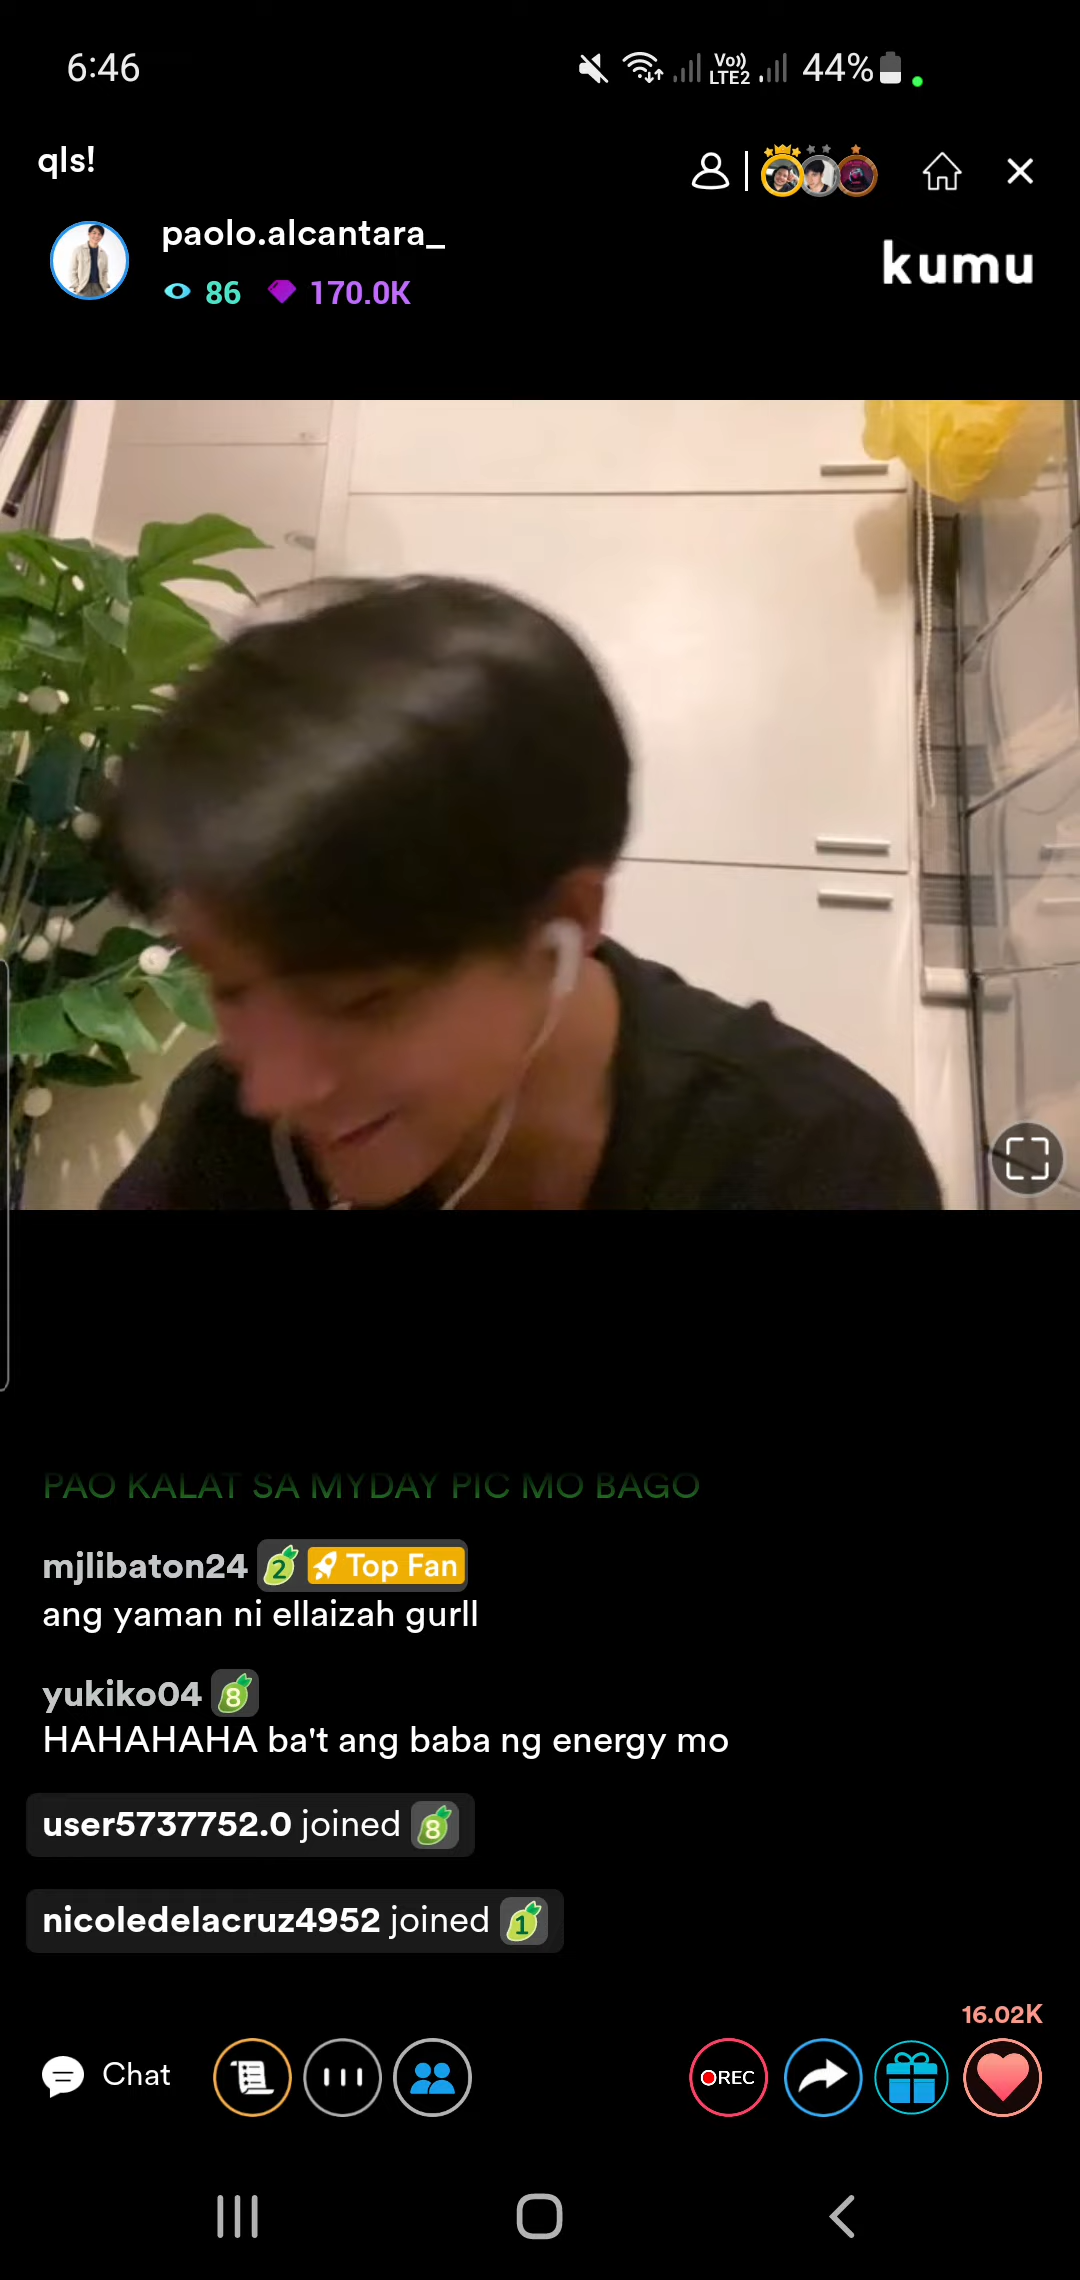 6:46
Vo))
LTE2
44%
qls!
paolo.alcantara_
86
170.0K
kumu
PAO KALAT SA MYDAY PIC MO BAGO
mjlibaton24 2 Top Fan
ang yaman ni ellaizah gurll
yukiko04 8
HAHAHAHA ba't ang baba ng energy mo
user5737752.0 joined 8
nicoledelacruz4952 joined 1
16.02K
Chat
REC